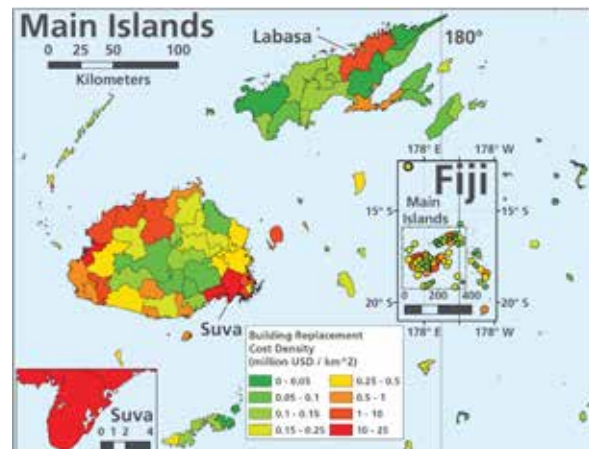 Main Islands
0 25 50 100
Kilometers
Labasa
180°
178° E 178° W
Fiji
Main
Islands
15° S
15° S
0 200 400
20° S
20° S
178° E 178° W
Suva
Building Replacement
Cost Density
(million USD / km^2)
0 - 0.05
0.05 - 0.1
0.1 - 0.15
0.15 - 0.25
0.25 - 0.5
0.5 - 1
1 - 10
10 - 25
Suva
0 1 2 4